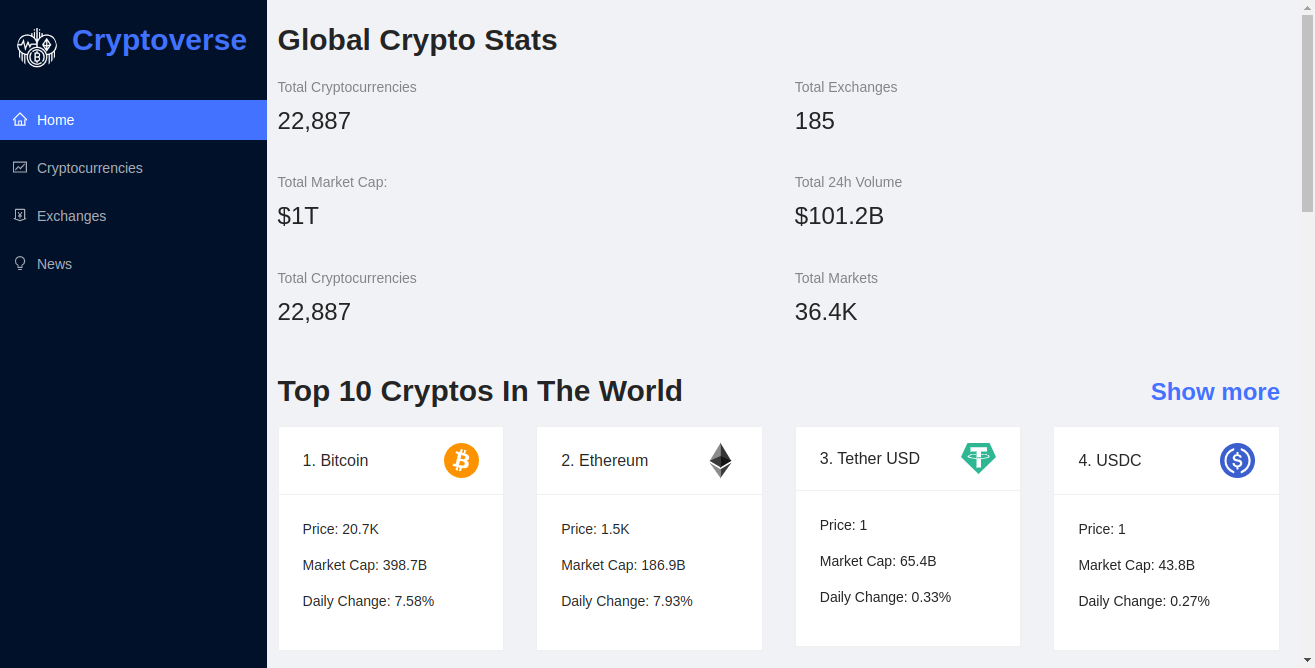 Cryptoverse
Home
Cryptocurrencies
Exchanges
News
Global Crypto Stats
Total Cryptocurrencies
22,887
Total Exchanges
185
Total Market Cap:
$1T
Total 24h Volume
$101.2B
Total Cryptocurrencies
22,887
Total Markets
36.4K
Top 10 Cryptos In The World
Show more
1. Bitcoin
Price: 20.7K
Market Cap: 398.7B
Daily Change: 7.58%
2. Ethereum
Price: 1.5K
Market Cap: 186.9B
Daily Change: 7.93%
3. Tether USD
Price: 1
Market Cap: 65.4B
Daily Change: 0.33%
4. USDC
Price: 1
Market Cap: 43.8B
Daily Change: 0.27%